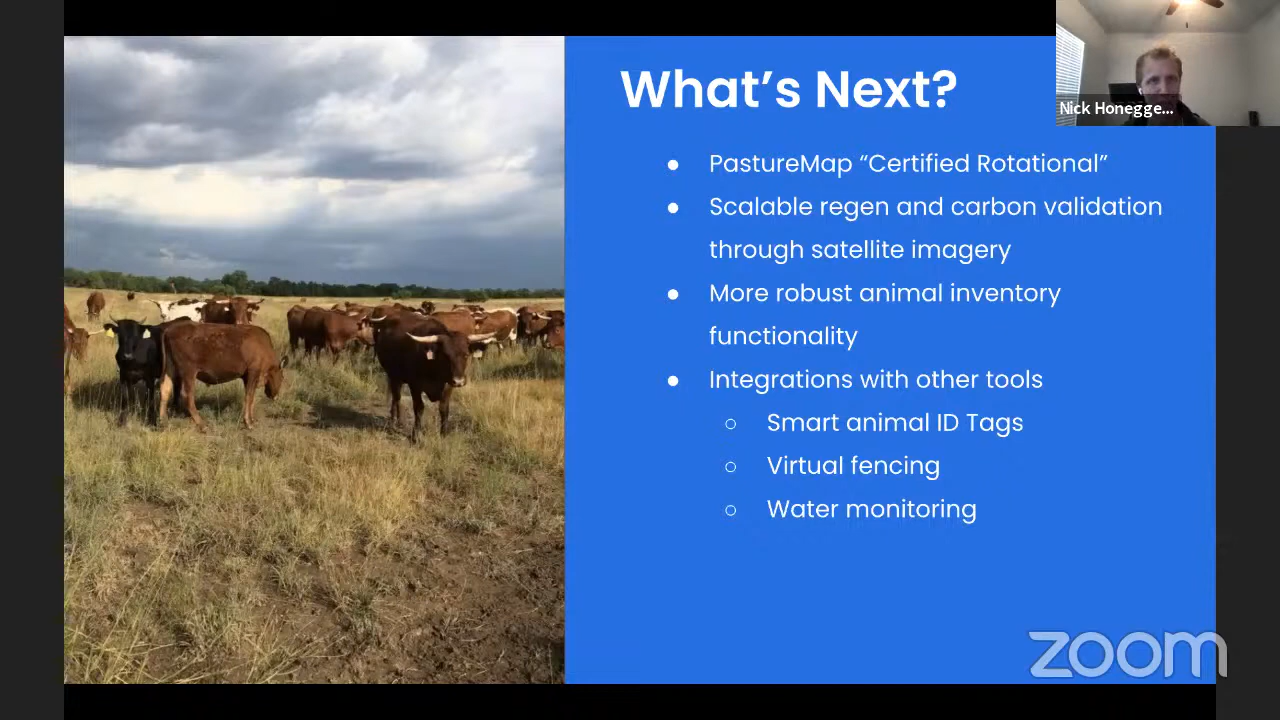 What's Next?
Nick Honegge...
● PastureMap “Certified Rotational”
● Scalable regen and carbon validation
through satellite imagery
● More robust animal inventory
functionality
● Integrations with other tools
○ Smart animal ID Tags
○ Virtual fencing
○ Water monitoring
zoom